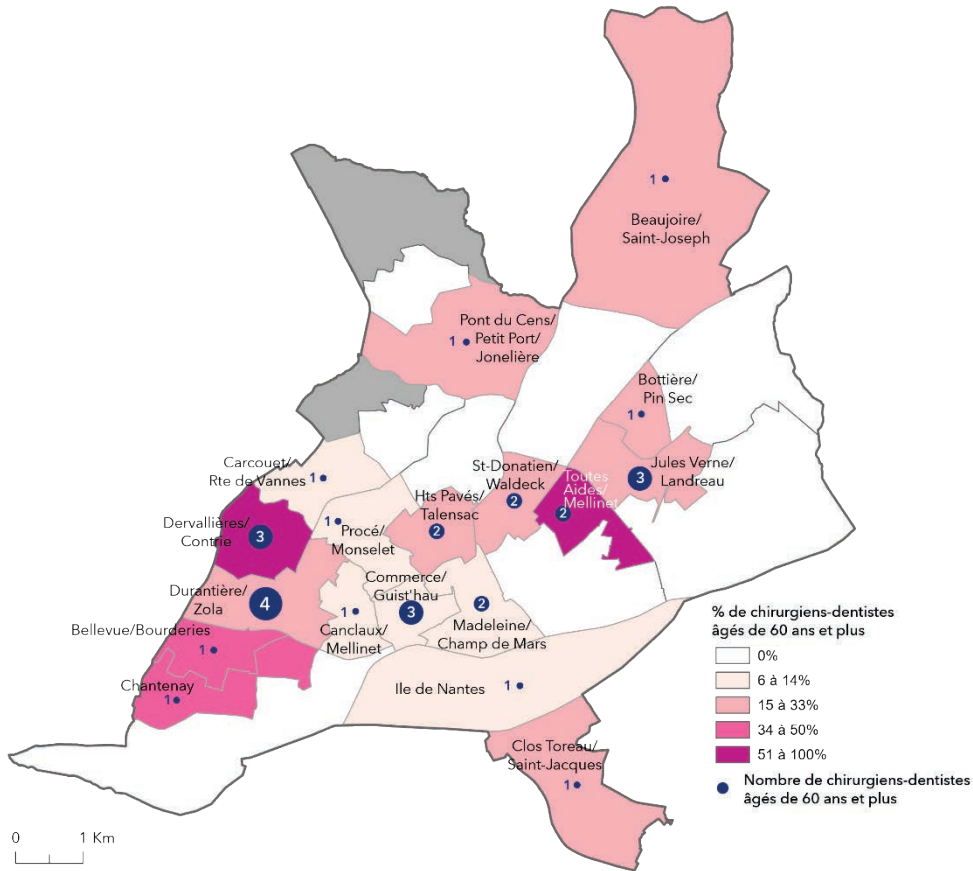 1
Beaujoire/
Saint-Joseph
Pont du Cens/
1
Petit Port/
Jonelière
Bottière/
Pin Sec
1
Carcouet/
Rte de Vannes
1
St-Donatien/
Waldeck
2
Toutes
Aides/
Mellinet
2
3
Jules Verne/
Landreau
Hts Pavés/
Talensac
2
Dervallières/
Contrie
3
1
Procé/
Monselet
Durantière/
Zola
4
Commerce/
Guist'hau
3
1
Canclaux/
Mellinet
2
Madeleine/
Champ de Mars
Bellevue/Bourderies
1
Chantenay
1
Ile de Nantes
1
Clos Toreau/
Saint-Jacques
1
% de chirurgiens-dentistes
âgés de 60 ans et plus
0%
6 à 14%
15 à 33%
34 à 50%
51 à 100%
Nombre de chirurgiens-dentistes
âgés de 60 ans et plus
0
1 Km